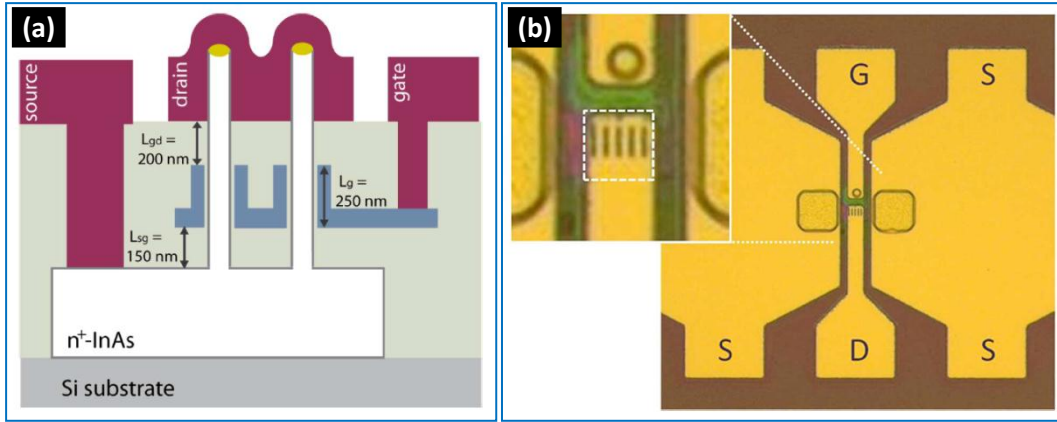 (a)
source
drain
gate
Lgd =
200 nm
Lg =
250 nm
Lsg =
150 nm
n⁺-InAs
Si substrate
(b)
G
S
S
D
S